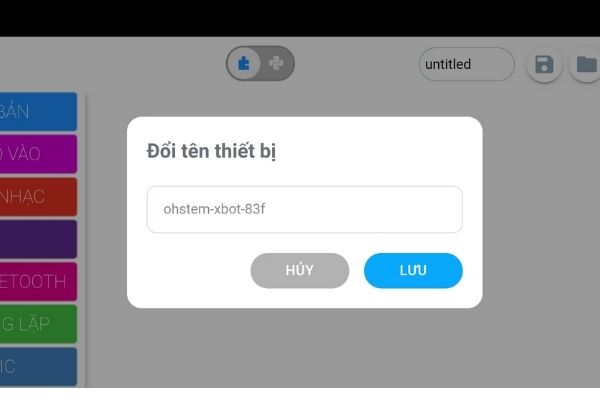 untitled
BẢN
VÀO
NHẠC
ETOOTH
G LẶP
IC
Đổi tên thiết bị
ohstem-xbot-83f
HỦY LƯU